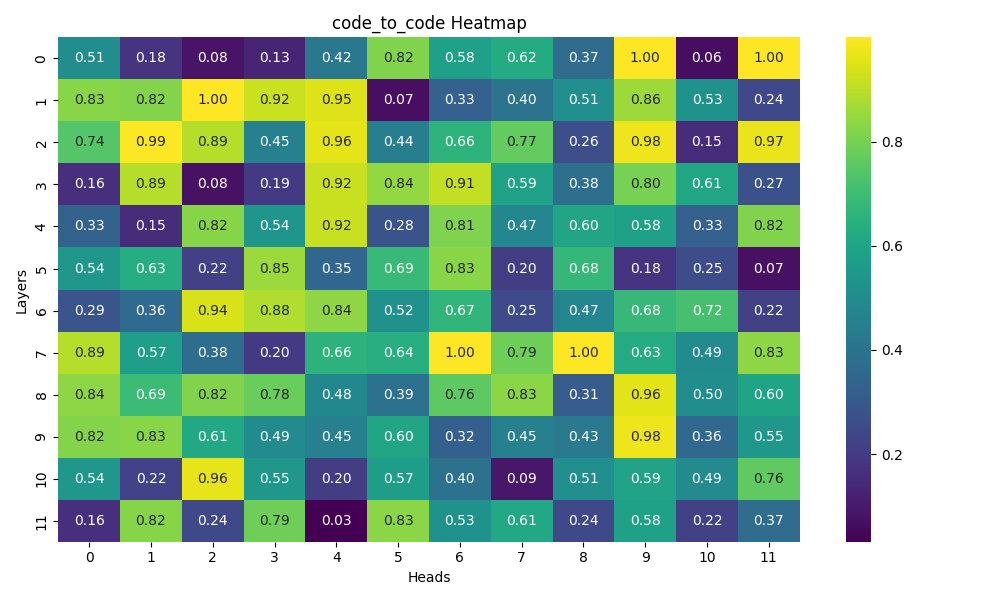 code_to_code Heatmap
0 0.51 0.18 0.08 0.13 0.42 0.82 0.58 0.62 0.37 1.00 0.06 1.00
1 0.83 0.82 1.00 0.92 0.95 0.07 0.33 0.40 0.51 0.86 0.53 0.24
2 0.74 0.99 0.89 0.45 0.96 0.44 0.66 0.77 0.26 0.98 0.15 0.97
3 0.16 0.89 0.08 0.19 0.92 0.84 0.91 0.59 0.38 0.80 0.61 0.27
4 0.33 0.15 0.82 0.54 0.92 0.28 0.81 0.47 0.60 0.58 0.33 0.82
5 0.54 0.63 0.22 0.85 0.35 0.69 0.83 0.20 0.68 0.18 0.25 0.07
6 0.29 0.36 0.94 0.88 0.84 0.52 0.67 0.25 0.47 0.68 0.72 0.22
7 0.89 0.57 0.38 0.20 0.66 0.64 1.00 0.79 1.00 0.63 0.49 0.83
8 0.84 0.69 0.82 0.78 0.48 0.39 0.76 0.83 0.31 0.96 0.50 0.60
9 0.82 0.83 0.61 0.49 0.45 0.60 0.32 0.45 0.43 0.98 0.36 0.55
10 0.54 0.22 0.96 0.55 0.20 0.57 0.40 0.09 0.51 0.59 0.49 0.76
11 0.16 0.82 0.24 0.79 0.03 0.83 0.53 0.61 0.24 0.58 0.22 0.37
0 1 2 3 4 5 6 7 8 9 10 11
Heads
Layers
0.8
0.6
0.4
0.2